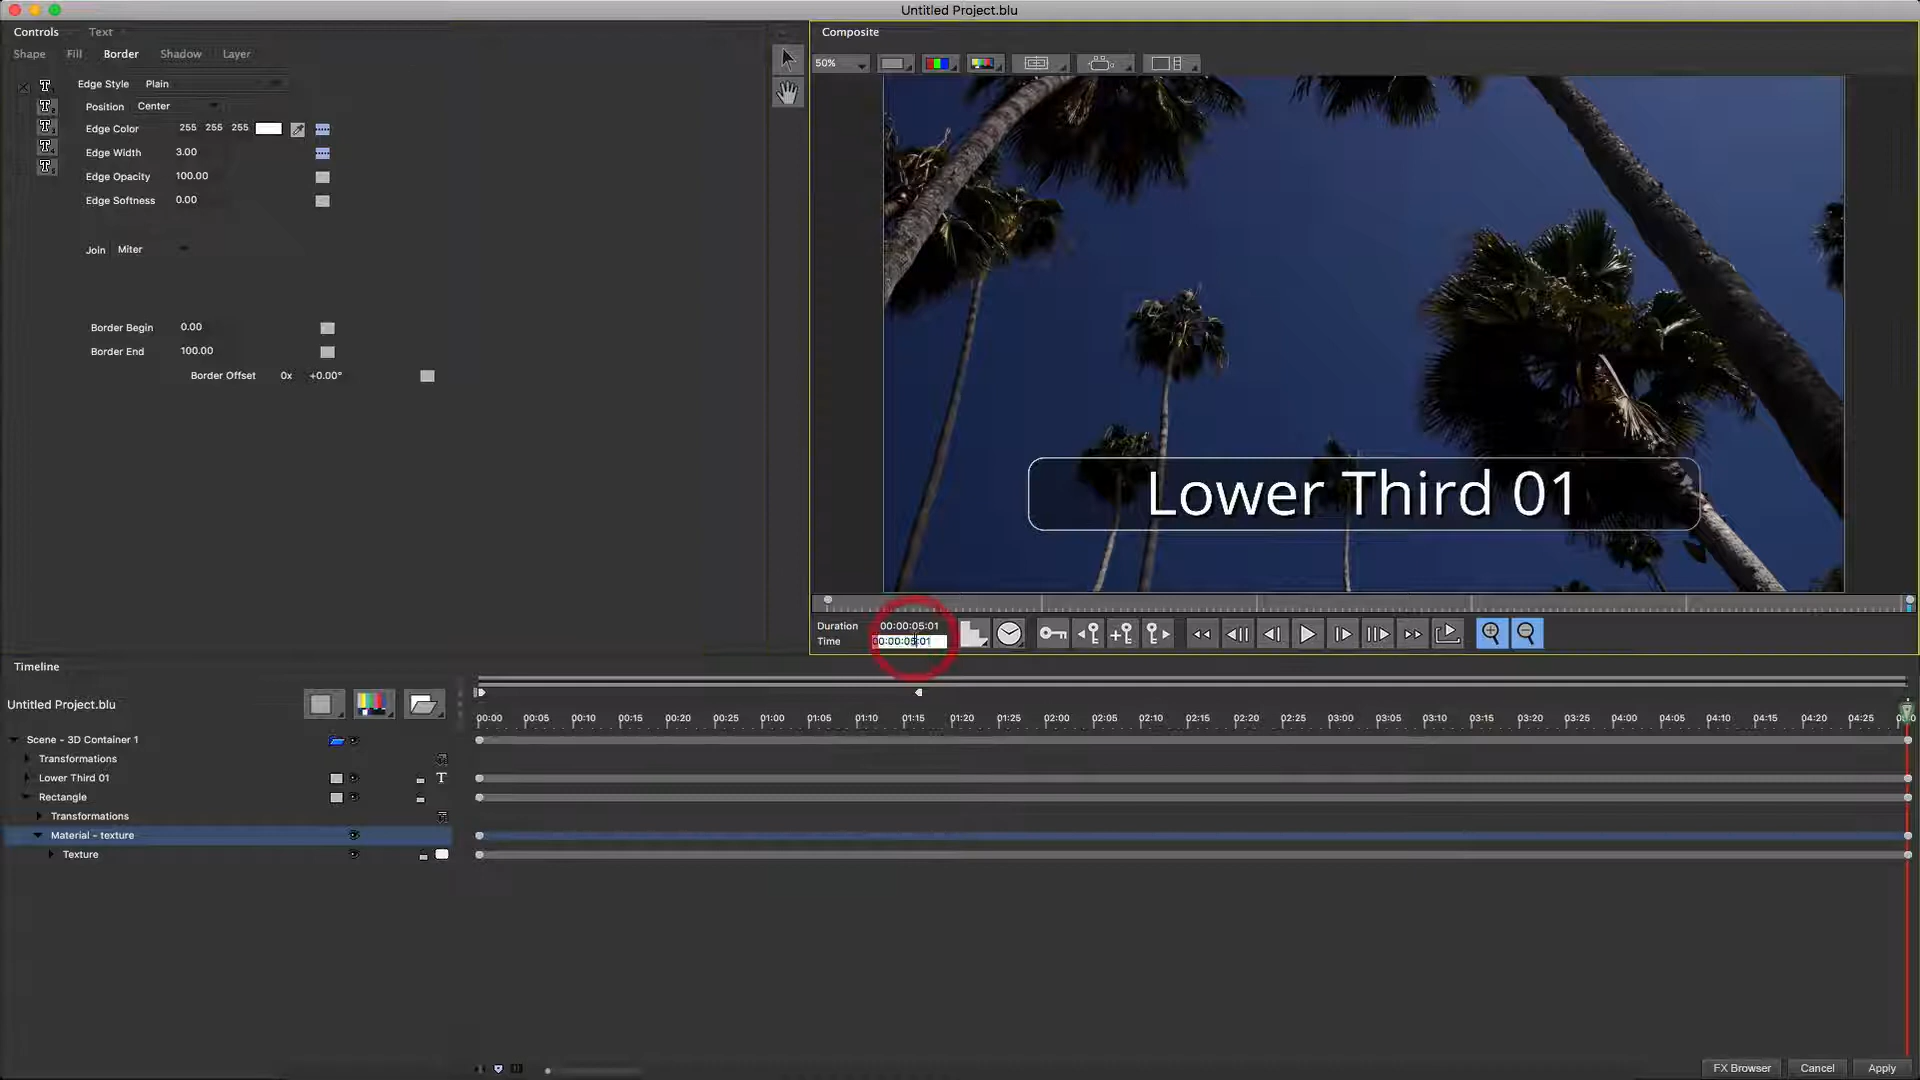 Untitled Project.blu
Controls Text
Shape Fill Border Shadow Layer
Edge Style Plain
Position Center
Edge Color 255 255 255
Edge Width 3.00
Edge Opacity 100.00
Edge Softness 0.00
Join Miter
Border Begin 0.00
Border End 100.00
Border Offset 0x +0.00°
Composite
50%
Lower Third 01
Duration 00:00:05:01
Time 00:00:05:01
Timeline
Untitled Project.blu
00:00 00:05 00:10 00:15 00:20 00:25 01:00 01:05 01:10 01:15 01:20 01:25 02:00 02:05 02:10 02:15 02:20 02:25 03:00 03:05 03:10 03:15 03:20 03:25 04:00 04:05 04:10 04:15 04:20 04:25
Scene - 3D Container 1
Transformations
Lower Third 01 T
Rectangle
Transformations
Material - texture
Texture
FX Browser Cancel Apply